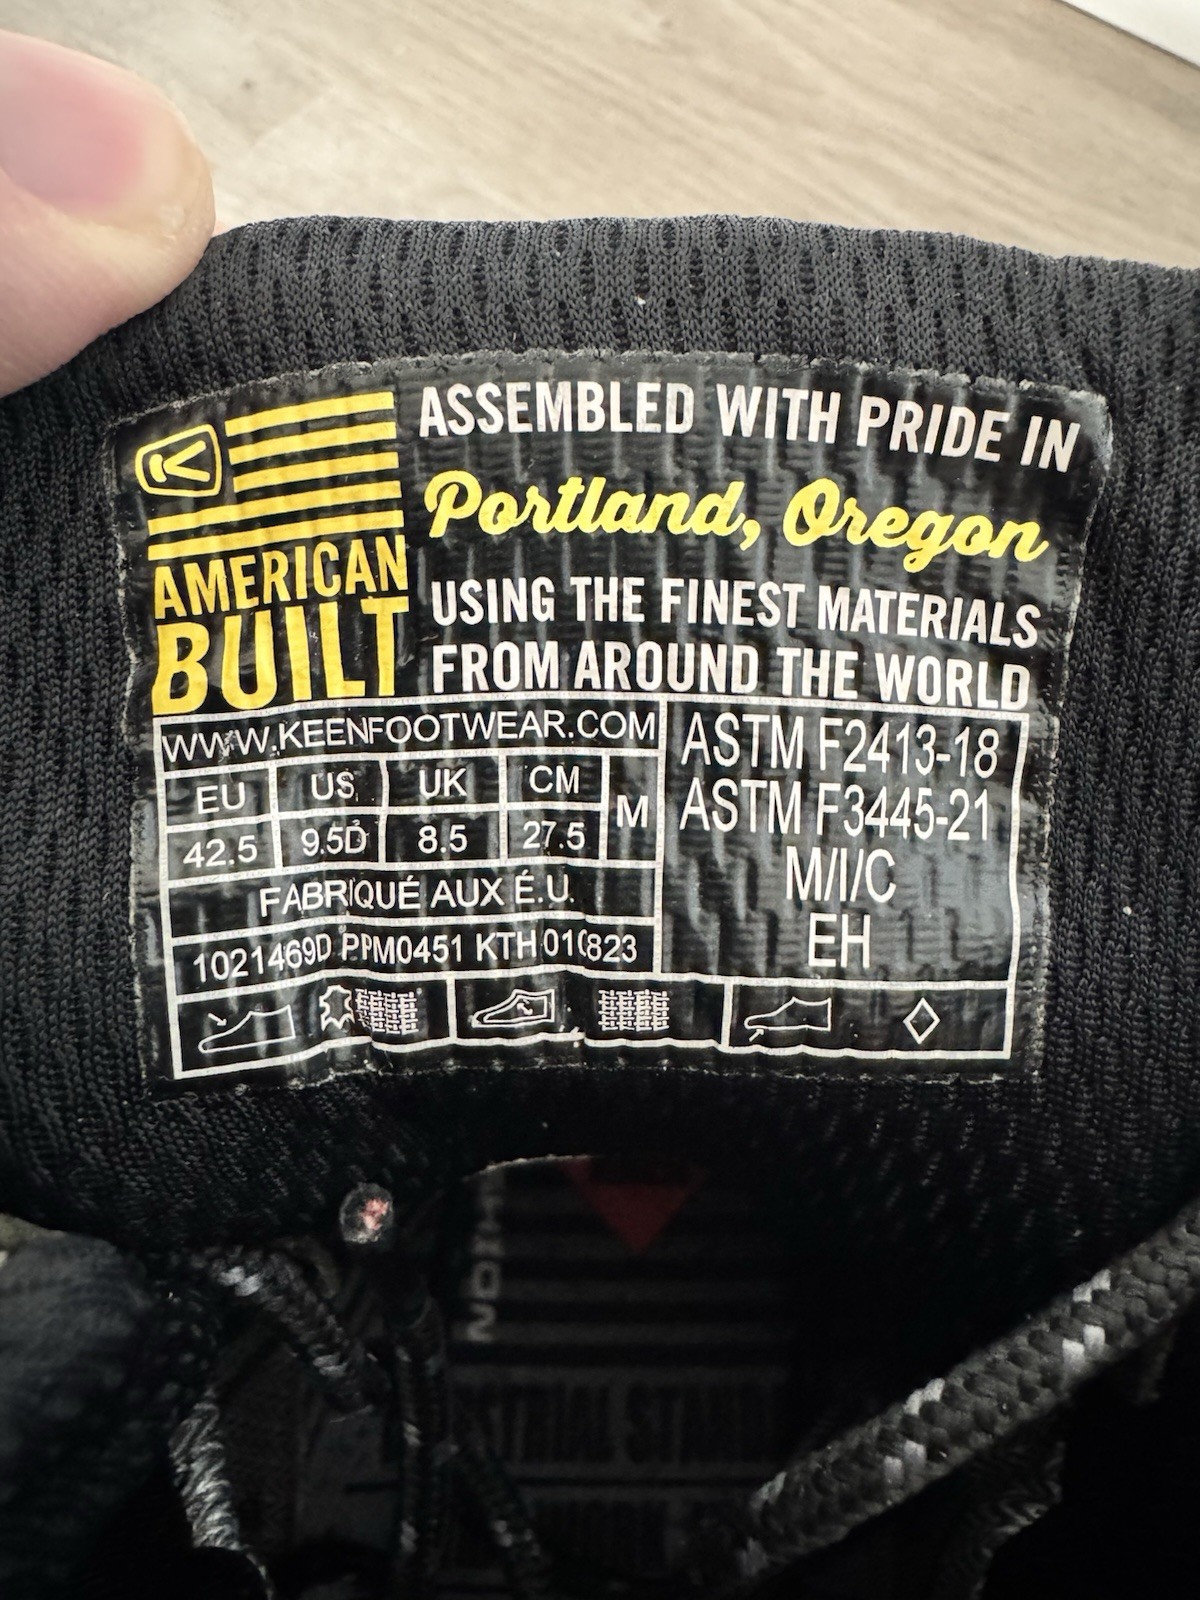 ASSEMBLED WITH PRIDE IN
Portland, Oregon
USING THE FINEST MATERIALS
FROM AROUND THE WORLD
AMERICAN
BUILT
WWW.KEENFOOTWEAR.COM
EU US UK CM M
42.5 9.5D 8.5 27.5
FABRIQUÉ AUX É.U.
1021469D PPM0451 KTH 010823
ASTM F2413-18
ASTM F3445-21
M/I/C
EH